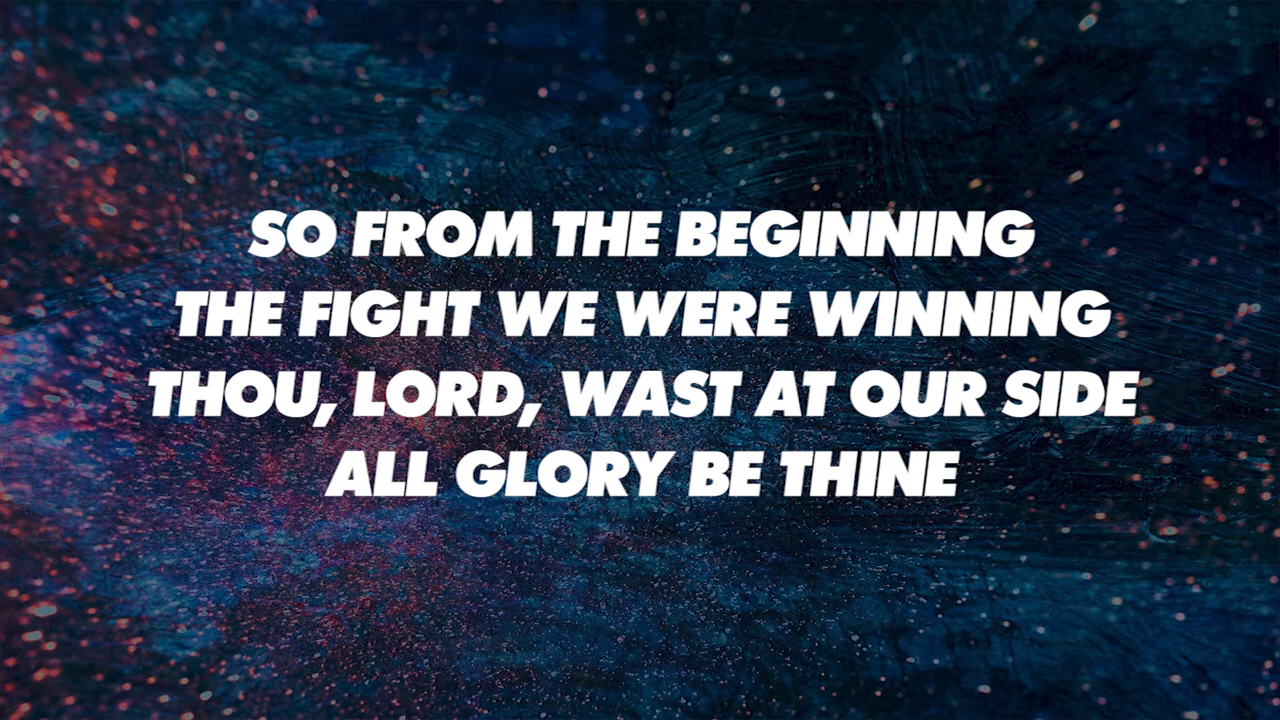 SO FROM THE BEGINNING
THE FIGHT WE WERE WINNING
THOU, LORD, WAST AT OUR SIDE
ALL GLORY BE THINE